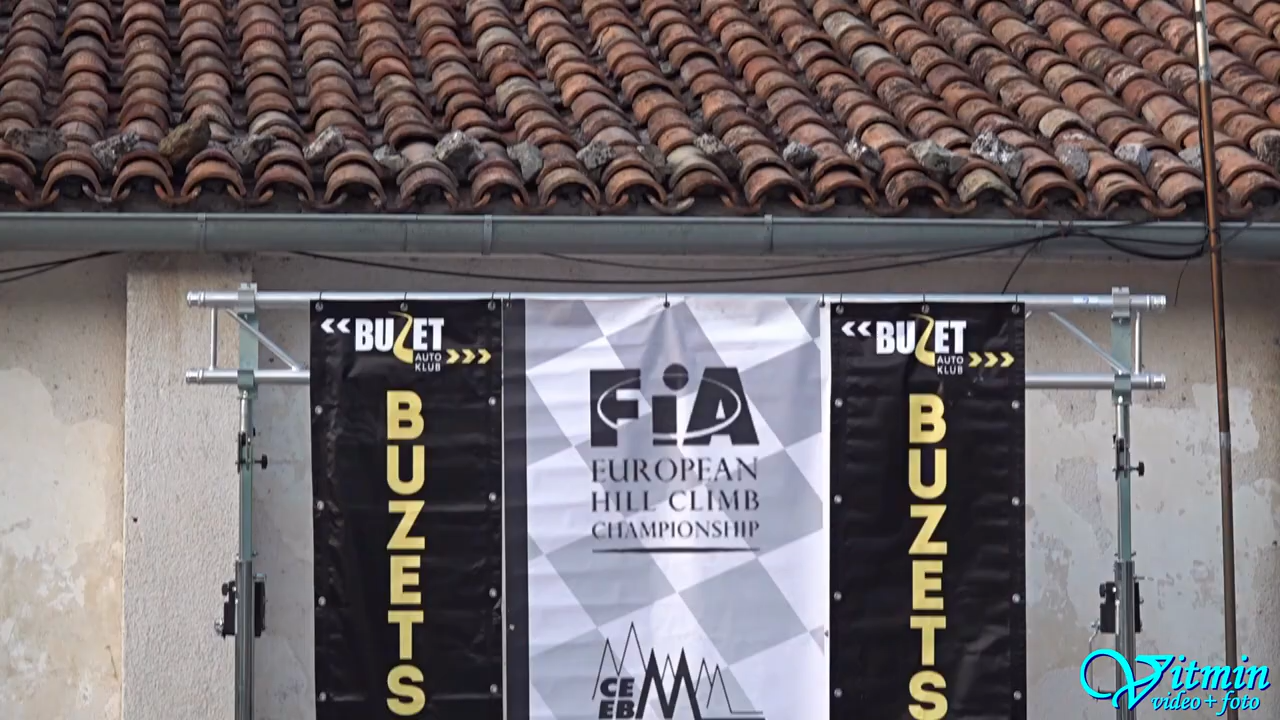 BUZET
AUTO
KLUB
BUZETS
FiA
EUROPEAN
HILL CLIMB
CHAMPIONSHIP
CE
EB
BUZET
AUTO
KLUB
BUZETS
Vitmin
video+foto